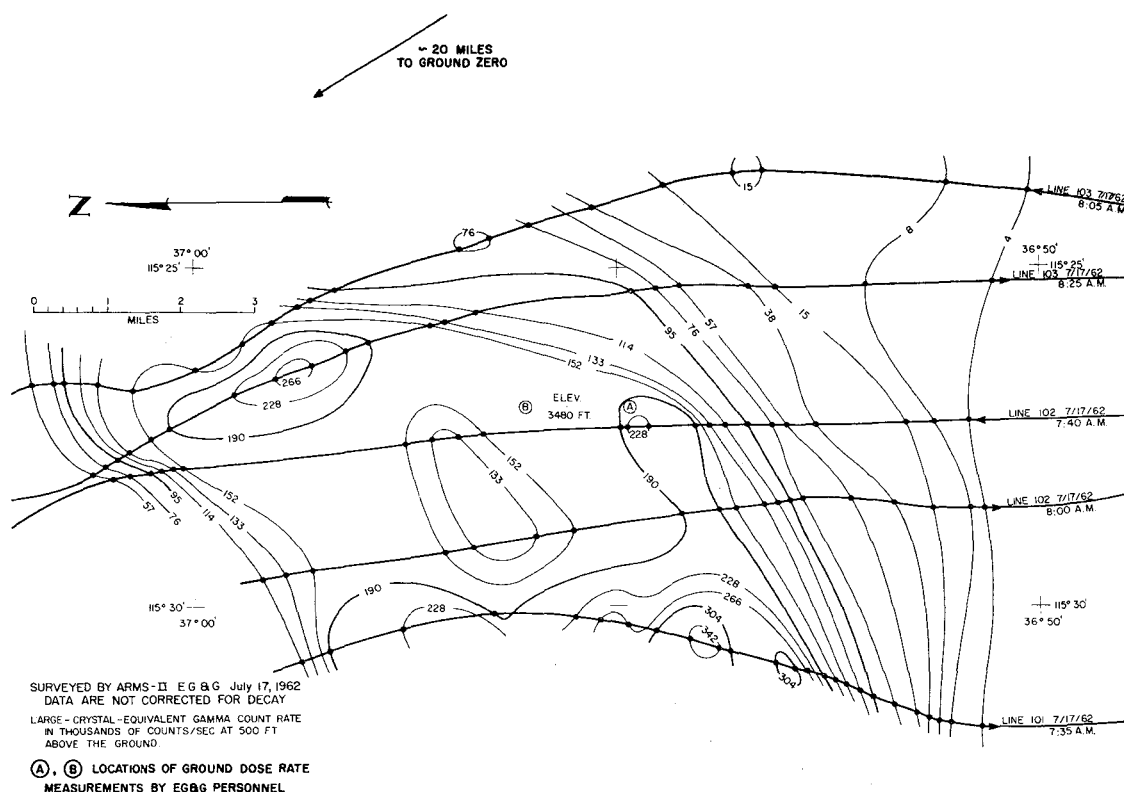 ~ 20 MILES
TO GROUND ZERO
15
LINE 103 7/17/62
8:05 A.M.
Z
76
8
4
37° 00'
115° 25'
36° 50'
115° 25'
LINE 103 7/17/62
8:25 A.M.
0 1 2 3
MILES
57
38
15
76
95
114
133
152
266
228
190
Ⓑ
ELEV.
3480 FT.
Ⓐ
228
LINE 102 7/17/62
7:40 A.M.
152
133
190
152
133
114
95
76
57
LINE 102 7/17/62
8:00 A.M.
190
228
228
266
304
342
304
115° 30'
37° 00'
115° 30'
36° 50'
LINE 101 7/17/62
7:35 A.M.
SURVEYED BY ARMS-II EG&G July 17, 1962
DATA ARE NOT CORRECTED FOR DECAY
LARGE-CRYSTAL-EQUIVALENT GAMMA COUNT RATE
IN THOUSANDS OF COUNTS/SEC AT 500 FT
ABOVE THE GROUND.
Ⓐ, Ⓑ LOCATIONS OF GROUND DOSE RATE
MEASUREMENTS BY EG&G PERSONNEL